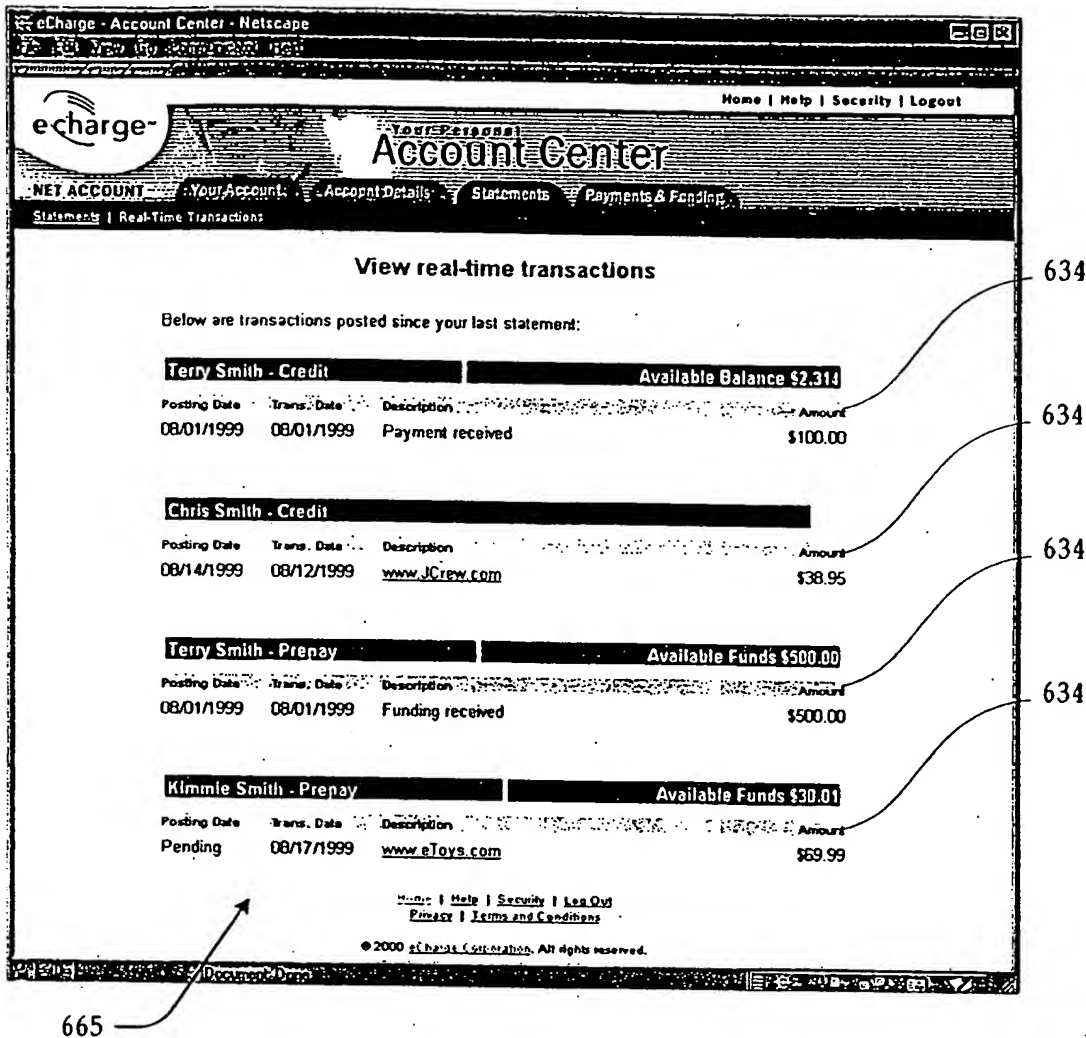 eCharge - Account Center - Netscape
Home | Help | Security | Logout
echarge
Your Personal
Account Center
NET ACCOUNT Your Account Account Details Statements Payments & Funding
Statements | Real-Time Transactions
View real-time transactions
634
Below are transactions posted since your last statement:
Terry Smith - Credit Available Balance $2,314
Posting Date Trans. Date Description Amount
634
08/01/1999 08/01/1999 Payment received $100.00
Chris Smith - Credit
Posting Date Trans. Date Description Amount
634
08/14/1999 08/12/1999 www.JCrew.com $38.95
Terry Smith - Prepay Available Funds $500.00
Posting Date Trans. Date Description Amount
634
08/01/1999 08/01/1999 Funding received $500.00
Kimmie Smith - Prepay Available Funds $30.01
Posting Date Trans. Date Description Amount
Pending 08/17/1999 www.eToys.com $69.99
Home | Help | Security | Log Out
Privacy | Terms and Conditions
© 2000 eCharge Corporation. All rights reserved.
Document: Done
665